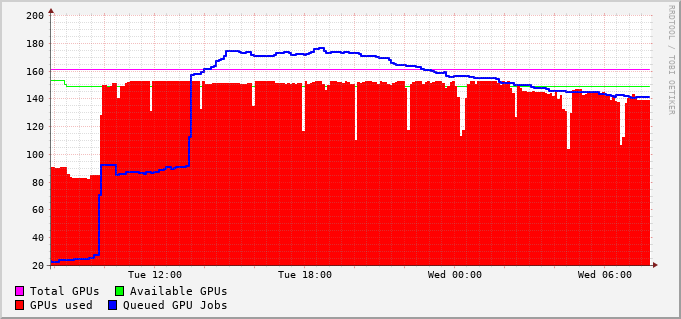 200
180
160
140
120
100
80
60
40
20
Tue 12:00 Tue 18:00 Wed 00:00 Wed 06:00
Total GPUs Available GPUs
GPUs used Queued GPU Jobs
RRDTOOL / TOBI OETIKER